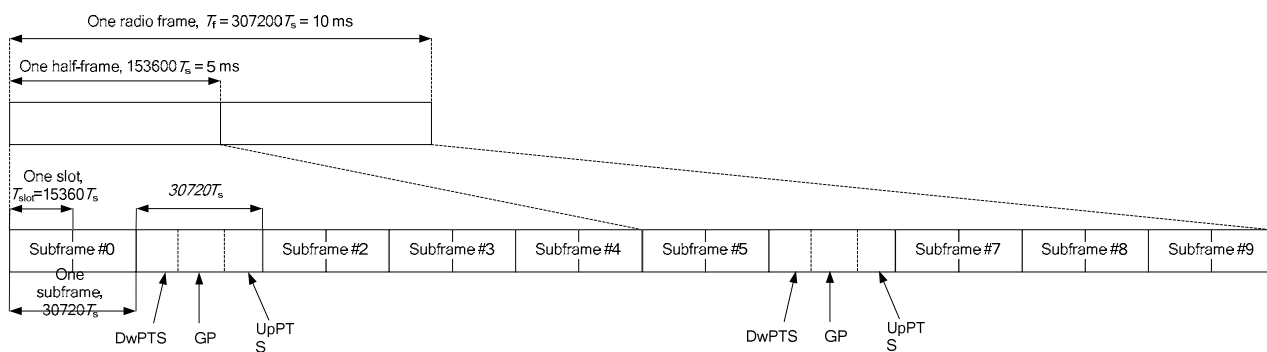 One radio frame, Tf = 307200Ts = 10 ms
One half-frame, 153600Ts = 5 ms
One slot,
Tslot=15360Ts
30720Ts
Subframe #0
Subframe #2
Subframe #3
Subframe #4
Subframe #5
Subframe #7
Subframe #8
Subframe #9
One
subframe,
30720Ts
DwPTS
GP
UpPT
S
DwPTS
GP
UpPT
S